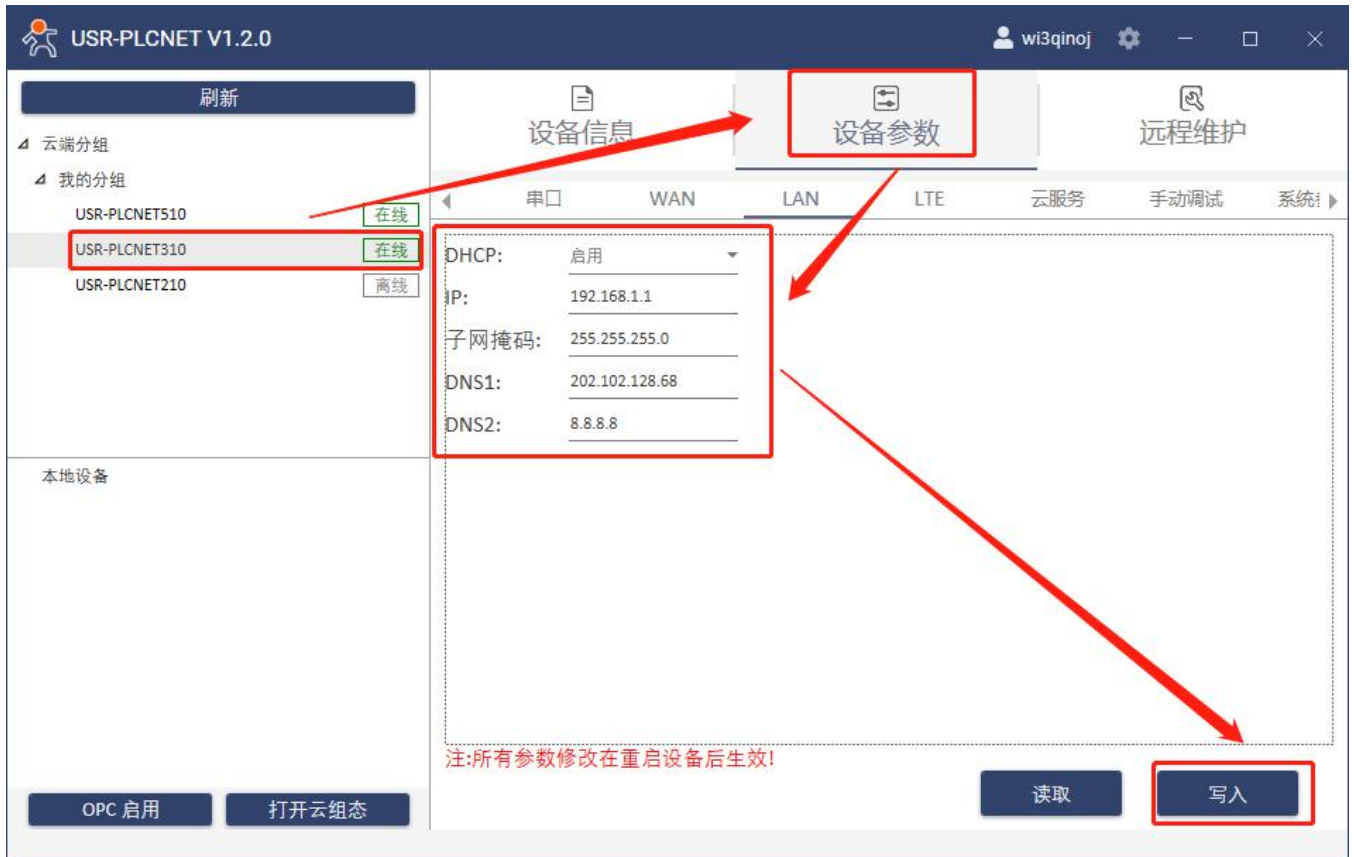 USR-PLCNET V1.2.0
wi3qinoj
刷新
云端分组
我的分组
USR-PLCNET510 在线
USR-PLCNET310 在线
USR-PLCNET210 离线
本地设备
OPC 启用 打开云组态
设备信息 设备参数 远程维护
串口 WAN LAN LTE 云服务 手动调试 系统
DHCP: 启用
IP: 192.168.1.1
子网掩码: 255.255.255.0
DNS1: 202.102.128.68
DNS2: 8.8.8.8
注:所有参数修改在重启设备后生效!
读取 写入